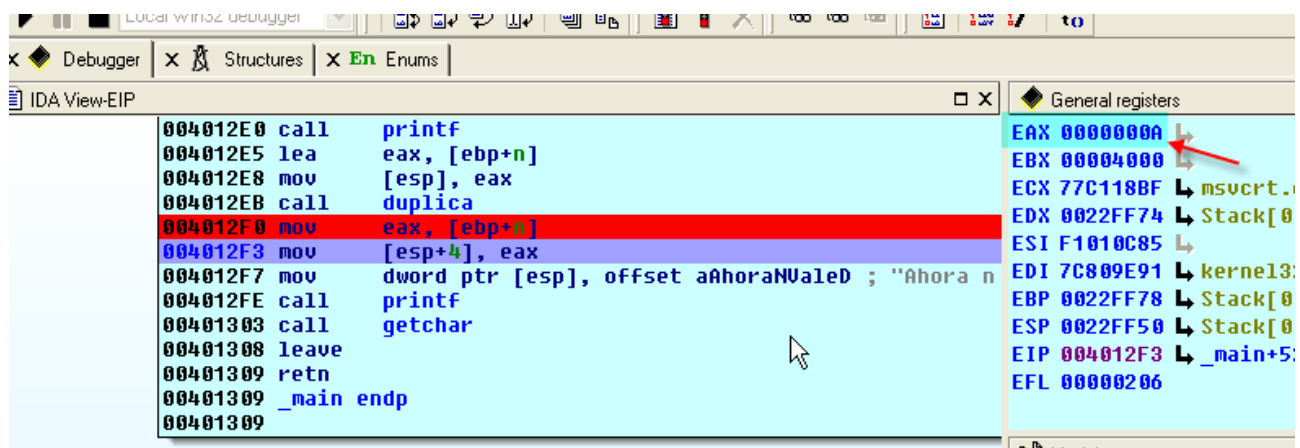 Local Win32 debugger
Debugger Structures En Enums
IDA View-EIP
004012E0 call printf
004012E5 lea eax, [ebp+n]
004012E8 mov [esp], eax
004012EB call duplica
004012F0 mov eax, [ebp+n]
004012F3 mov [esp+4], eax
004012F7 mov dword ptr [esp], offset aAhoraNValeD ; "Ahora n
004012FE call printf
00401303 call getchar
00401308 leave
00401309 retn
00401309 _main endp
00401309
General registers
EAX 0000000A
EBX 00004000
ECX 77C118BF msvcrt.
EDX 0022FF74 Stack[0
ESI F1010C85
EDI 7C809E91 kernel3
EBP 0022FF78 Stack[0
ESP 0022FF50 Stack[0
EIP 004012F3 _main+5
EFL 00000206